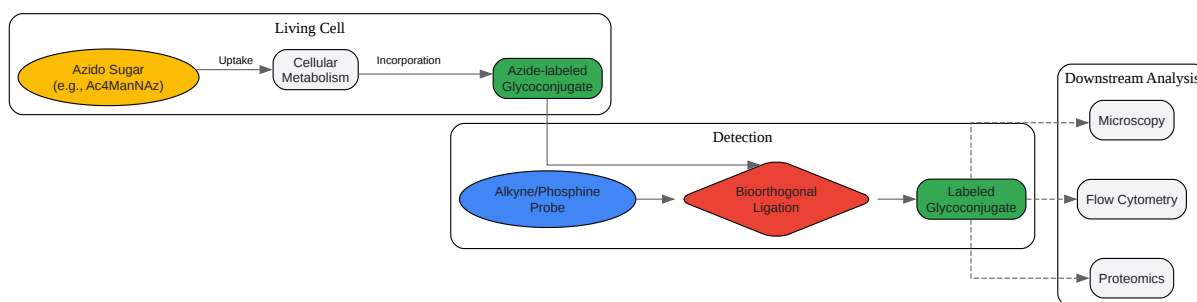 Living Cell
Azido Sugar
(e.g., Ac4ManNAz)
Uptake
Cellular
Metabolism
Incorporation
Azide-labeled
Glycoconjugate
Detection
Alkyne/Phosphine
Probe
Bioorthogonal
Ligation
Labeled
Glycoconjugate
Downstream Analysis
Microscopy
Flow Cytometry
Proteomics